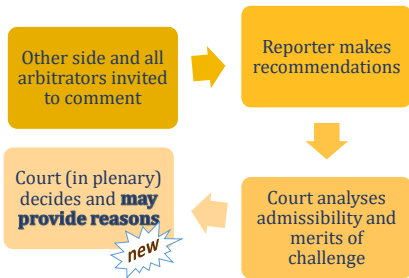 Other side and all
arbitrators invited
to comment
Reporter makes
recommendations
Court analyses
admissibility and
merits of
challenge
Court (in plenary)
decides and may
provide reasons
new